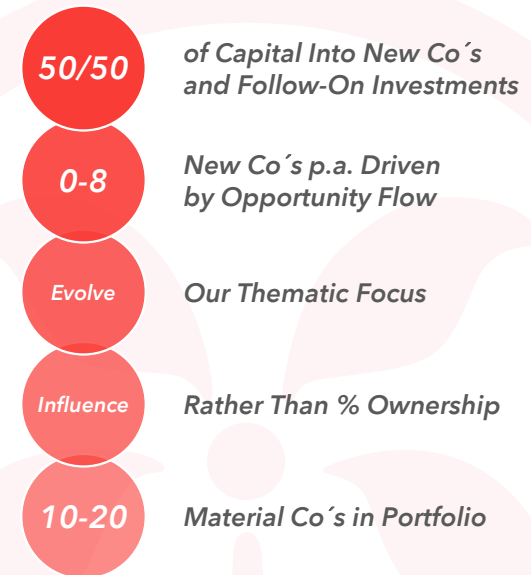 50/50
of Capital Into New Co´s
and Follow-On Investments
0-8
New Co´s p.a. Driven
by Opportunity Flow
Evolve
Our Thematic Focus
Influence
Rather Than % Ownership
10-20
Material Co´s in Portfolio